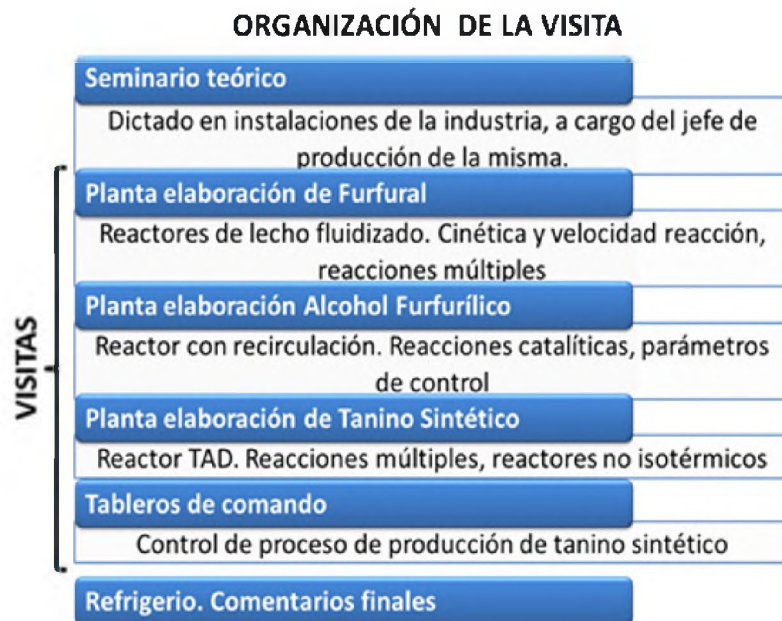 ORGANIZACIÓN DE LA VISITA
Seminario teórico
Dictado en instalaciones de la industria, a cargo del jefe de
producción de la misma.
VISITAS
Planta elaboración de Furfural
Reactores de lecho fluidizado. Cinética y velocidad reacción,
reacciones múltiples
Planta elaboración Alcohol Furfurílico
Reactor con recirculación. Reacciones catalíticas, parámetros
de control
Planta elaboración de Tanino Sintético
Reactor TAD. Reacciones múltiples, reactores no isotérmicos
Tableros de comando
Control de proceso de producción de tanino sintético
Refrigerio. Comentarios finales